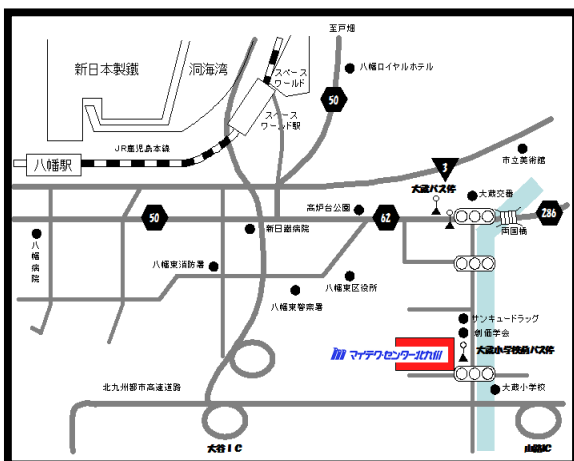 至戸畑
新日本製鐵
洞海湾
スペース
ワールド
八幡ロイヤルホテル
50
スペース
ワールド駅
JR鹿児島本線
八幡駅
3
市立美術館
大蔵バス停
大蔵交番
高炉台公園
50
62
286
両国橋
新日鐵病院
八幡病院
八幡東消防署
八幡東区役所
八幡東警察署
サンキュードラッグ
創価学会
マイテク・センター北九州
大蔵小学校前バス停
北九州都市高速道路
大蔵小学校
大谷IC
山路IC